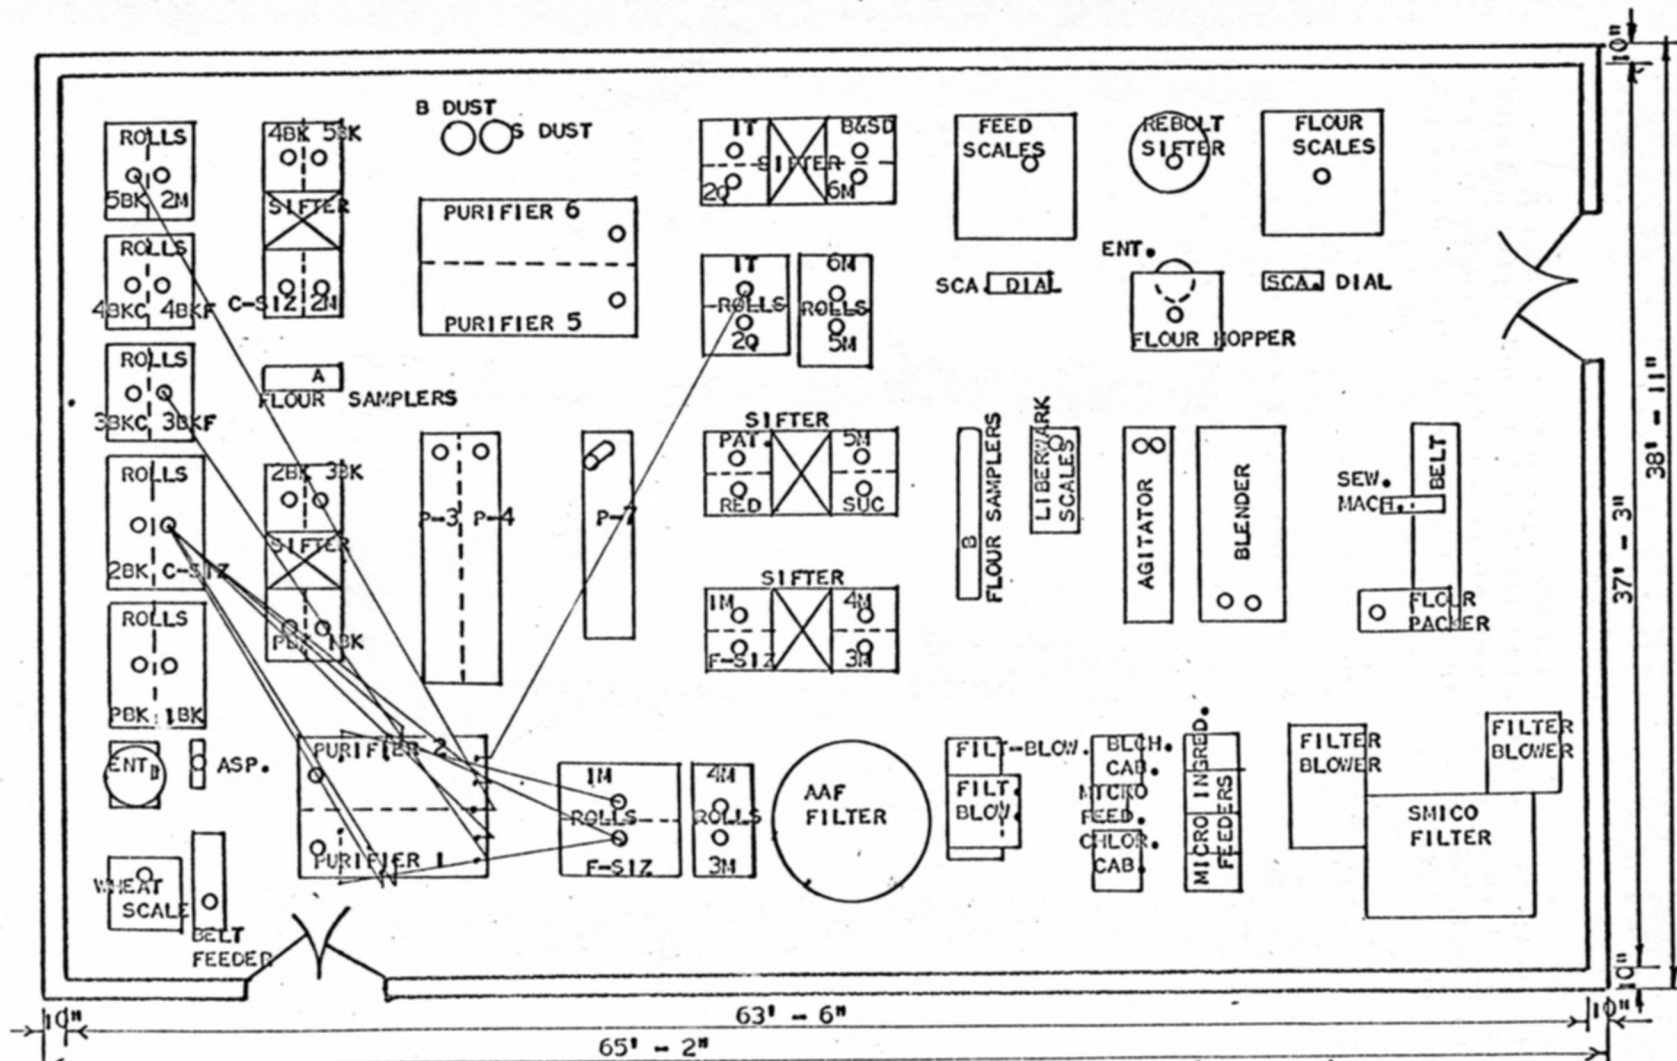 10"
B DUST
S DUST
ROLLS
5BK 2M
4BK 5BK
SIFTER
C-SIZ 2M
PURIFIER 6
PURIFIER 5
1T
B&SD
SIFTER
2Q
6M
FEED
SCALES
REBOLT
SIFTER
FLOUR
SCALES
ROLLS
4BKC 4BKF
1T
ROLLS
2Q
6M
ROLLS
5M
SCA. DIAL
ENT.
FLOUR HOPPER
SCA. DIAL
ROLLS
3BKC 3BKF
A
FLOUR SAMPLERS
SIFTER
PAT.
5M
RED
SUC
B
FLOUR SAMPLERS
SCALES
AGITATOR
BLENDER
SEW.
MACH.
BELT
ROLLS
2BK C-SIZ
2BK 3BK
SIFTER
1BK
P-3 P-4
P-7
SIFTER
1M
4M
F-SIZ
3M
FLOUR
PACKER
ROLLS
PBK 1BK
ENT.
ASP.
PURIFIER 2
PURIFIER 1
1M
ROLLS
F-SIZ
4M
ROLLS
3M
AAF
FILTER
FILT-BLOW.
FILT.
BLOW.
BLCH.
CAB.
MICRO
FEED.
CHLOR.
CAB.
MICRO INGRED.
FEEDERS
FILTER
BLOWER
FILTER
BLOWER
SMICO
FILTER
WHEAT
SCALE
BELT
FEEDER
38' - 11"
37' - 3"
10"
10"
63' - 6"
10"
65' - 2"